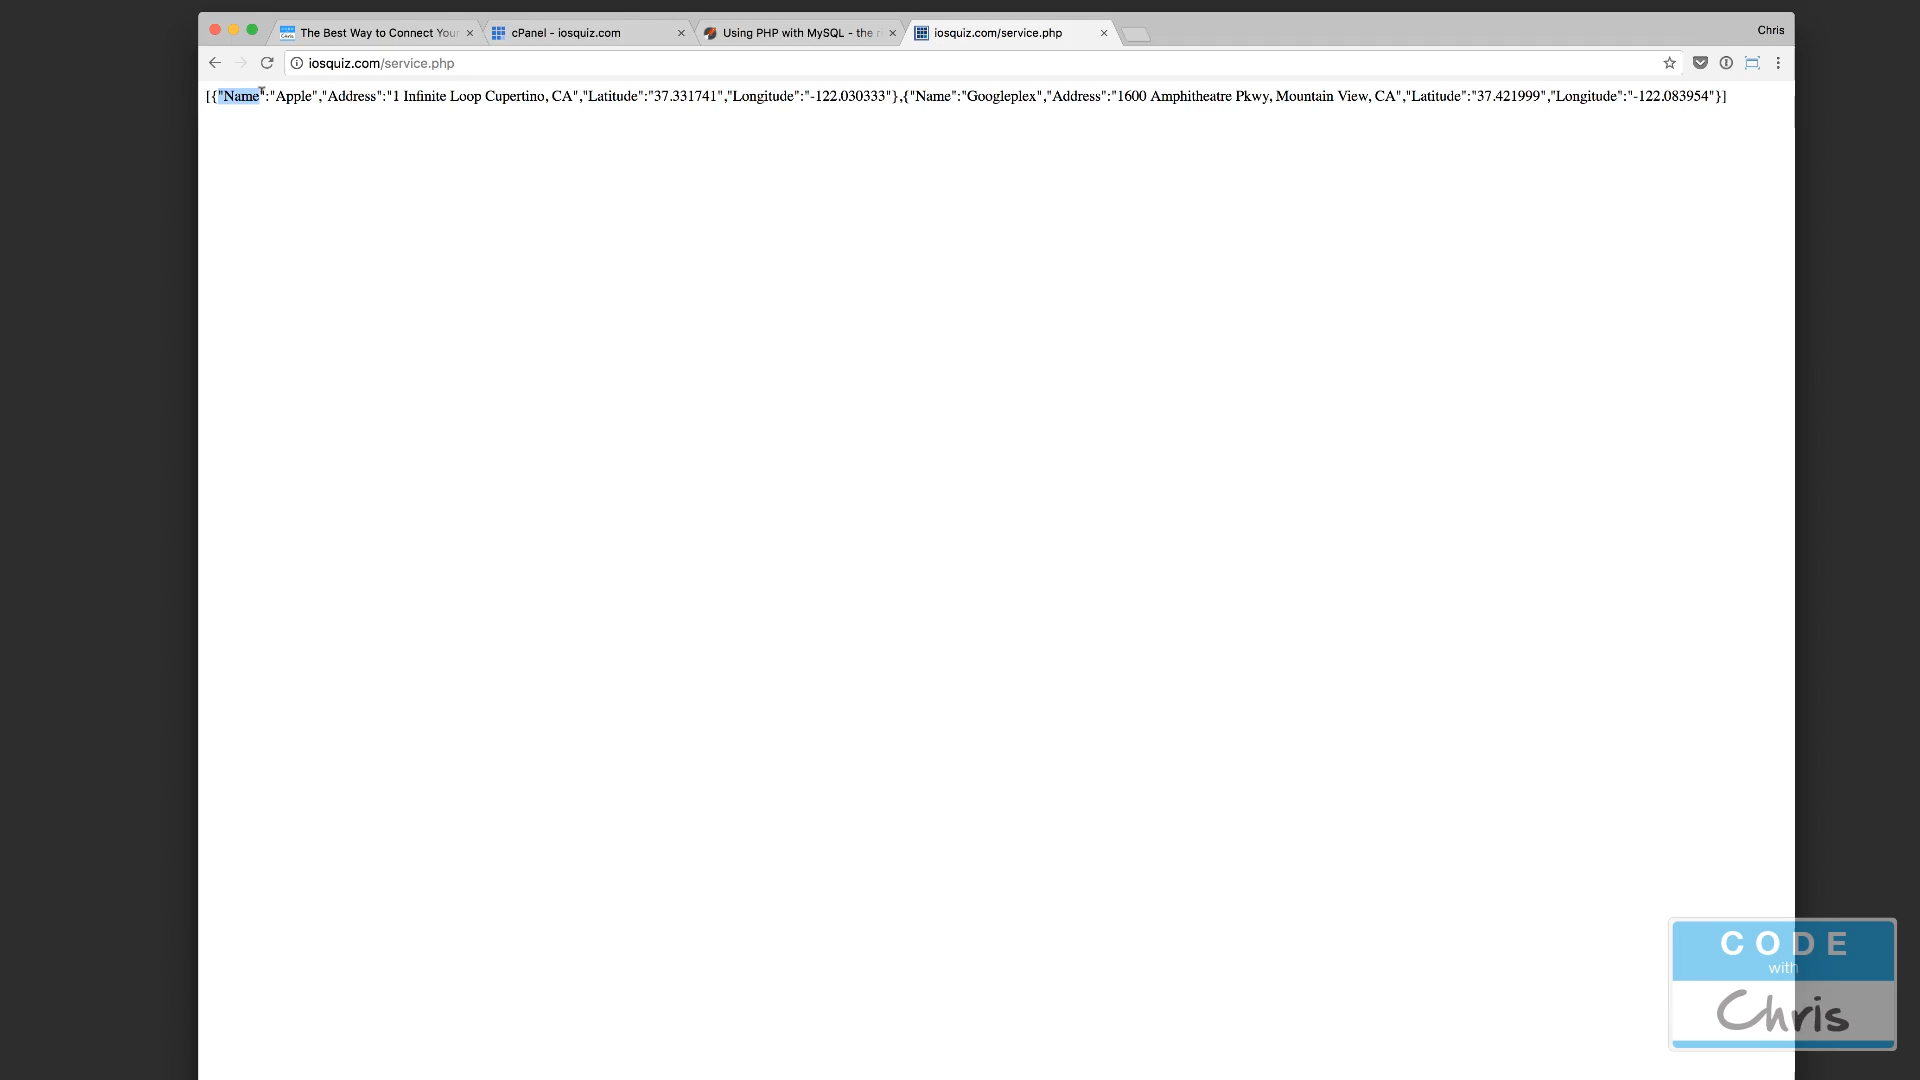 The Best Way to Connect Your
cPanel - iosquiz.com
Using PHP with MySQL - the r
iosquiz.com/service.php
Chris
iosquiz.com/service.php
[{"Name":"Apple","Address":"1 Infinite Loop Cupertino, CA","Latitude":"37.331741","Longitude":"-122.030333"},{"Name":"Googleplex","Address":"1600 Amphitheatre Pkwy, Mountain View, CA","Latitude":"37.421999","Longitude":"-122.083954"}]
CODE
with
Chris